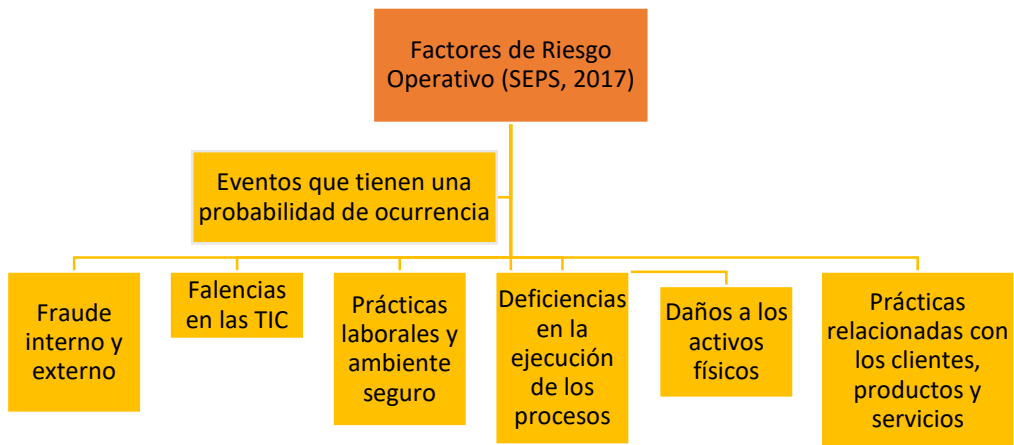 Factores de Riesgo
Operativo (SEPS, 2017)
Eventos que tienen una
probabilidad de ocurrencia
Fraude
interno y
externo
Falencias
en las TIC
Prácticas
laborales y
ambiente
seguro
Deficiencias
en la
ejecución
de los
procesos
Daños a los
activos
físicos
Prácticas
relacionadas con
los clientes,
productos y
servicios